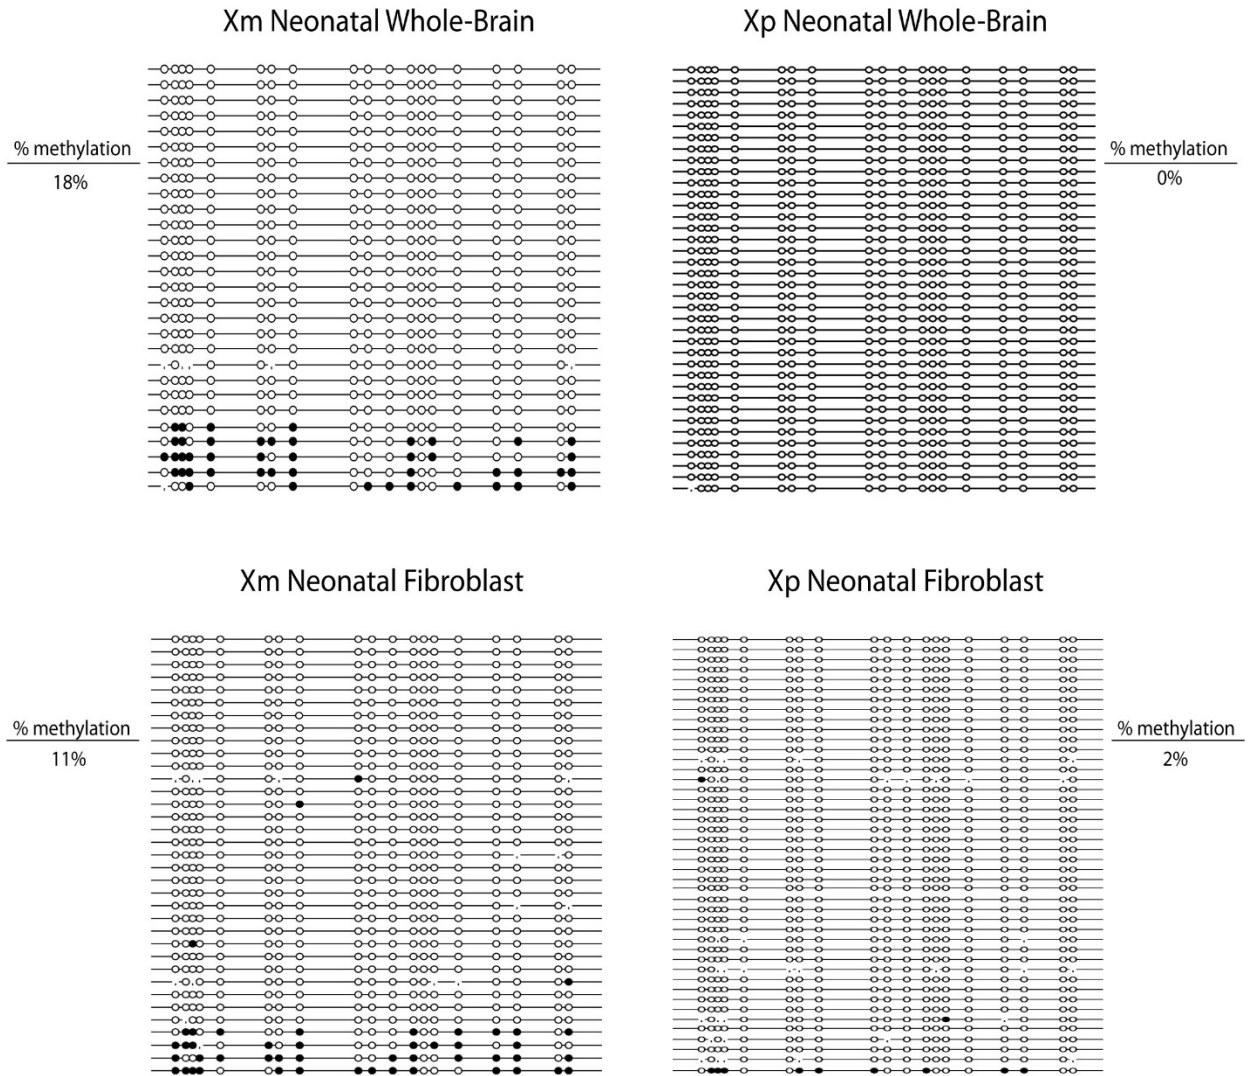 Xm Neonatal Whole-Brain
Xp Neonatal Whole-Brain
% methylation
18%
% methylation
0%
Xm Neonatal Fibroblast
Xp Neonatal Fibroblast
% methylation
11%
% methylation
2%